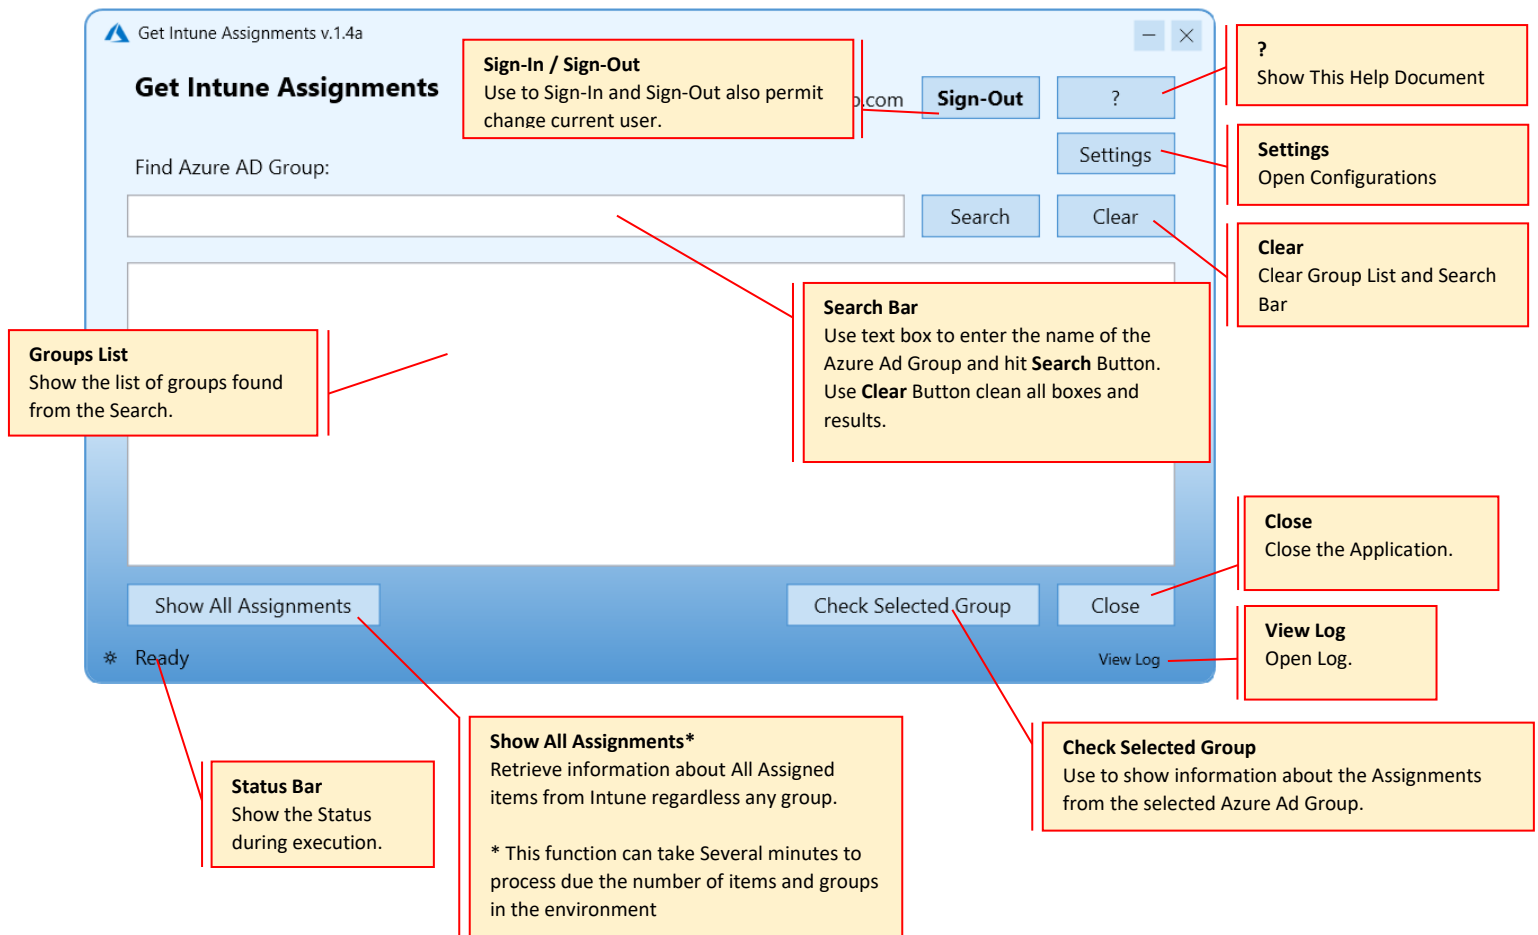 Get Intune Assignments v.1.4a
Get Intune Assignments
Sign-In / Sign-Out
Use to Sign-In and Sign-Out also permit
change current user.
.com
Sign-Out
?
?
Show This Help Document
Settings
Settings
Open Configurations
Find Azure AD Group:
Search
Clear
Clear
Clear Group List and Search
Bar
Search Bar
Use text box to enter the name of the
Azure Ad Group and hit Search Button.
Use Clear Button clean all boxes and
results.
Groups List
Show the list of groups found
from the Search.
Close
Close the Application.
Show All Assignments
Check Selected Group
Close
View Log
Open Log.
Ready
View Log
Show All Assignments*
Retrieve information about All Assigned
items from Intune regardless any group.
* This function can take Several minutes to
process due the number of items and groups
in the environment
Check Selected Group
Use to show information about the Assignments
from the selected Azure Ad Group.
Status Bar
Show the Status
during execution.